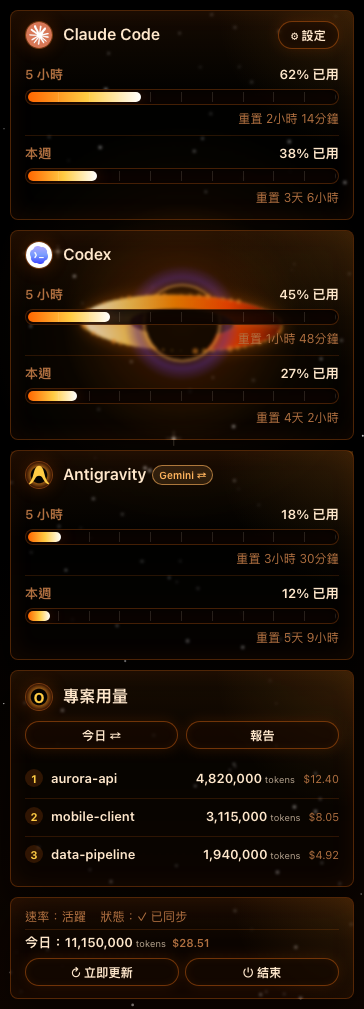 Claude Code
⚙ 設定
5 小時 62% 已用
重置 2小時 14分鐘
本週 38% 已用
重置 3天 6小時
Codex
5 小時 45% 已用
重置 1小時 48分鐘
本週 27% 已用
重置 4天 2小時
Antigravity Gemini ⇄
5 小時 18% 已用
重置 3小時 30分鐘
本週 12% 已用
重置 5天 9小時
專案用量
今日 ⇄ 報告
1 aurora-api 4,820,000 tokens $12.40
2 mobile-client 3,115,000 tokens $8.05
3 data-pipeline 1,940,000 tokens $4.92
速率：活躍 狀態：✓ 已同步
今日：11,150,000 tokens $28.51
↻ 立即更新 ⏻ 結束